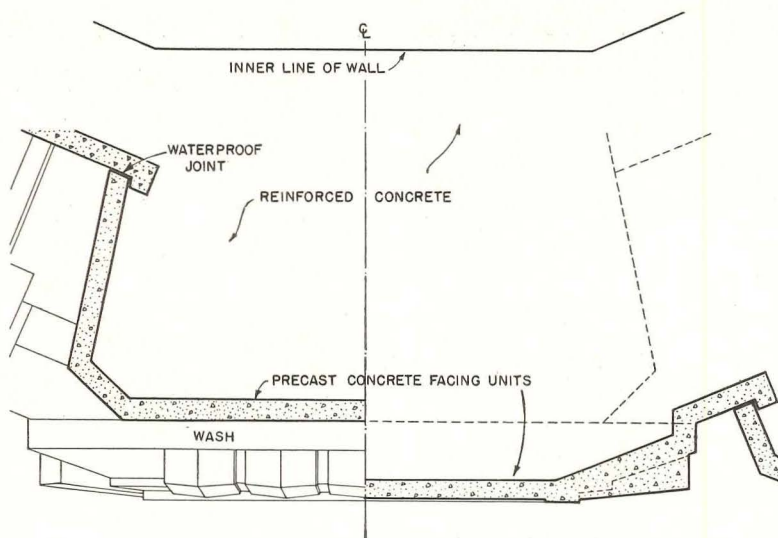 ℄
INNER LINE OF WALL
WATERPROOF
JOINT
REINFORCED CONCRETE
PRECAST CONCRETE FACING UNITS
WASH